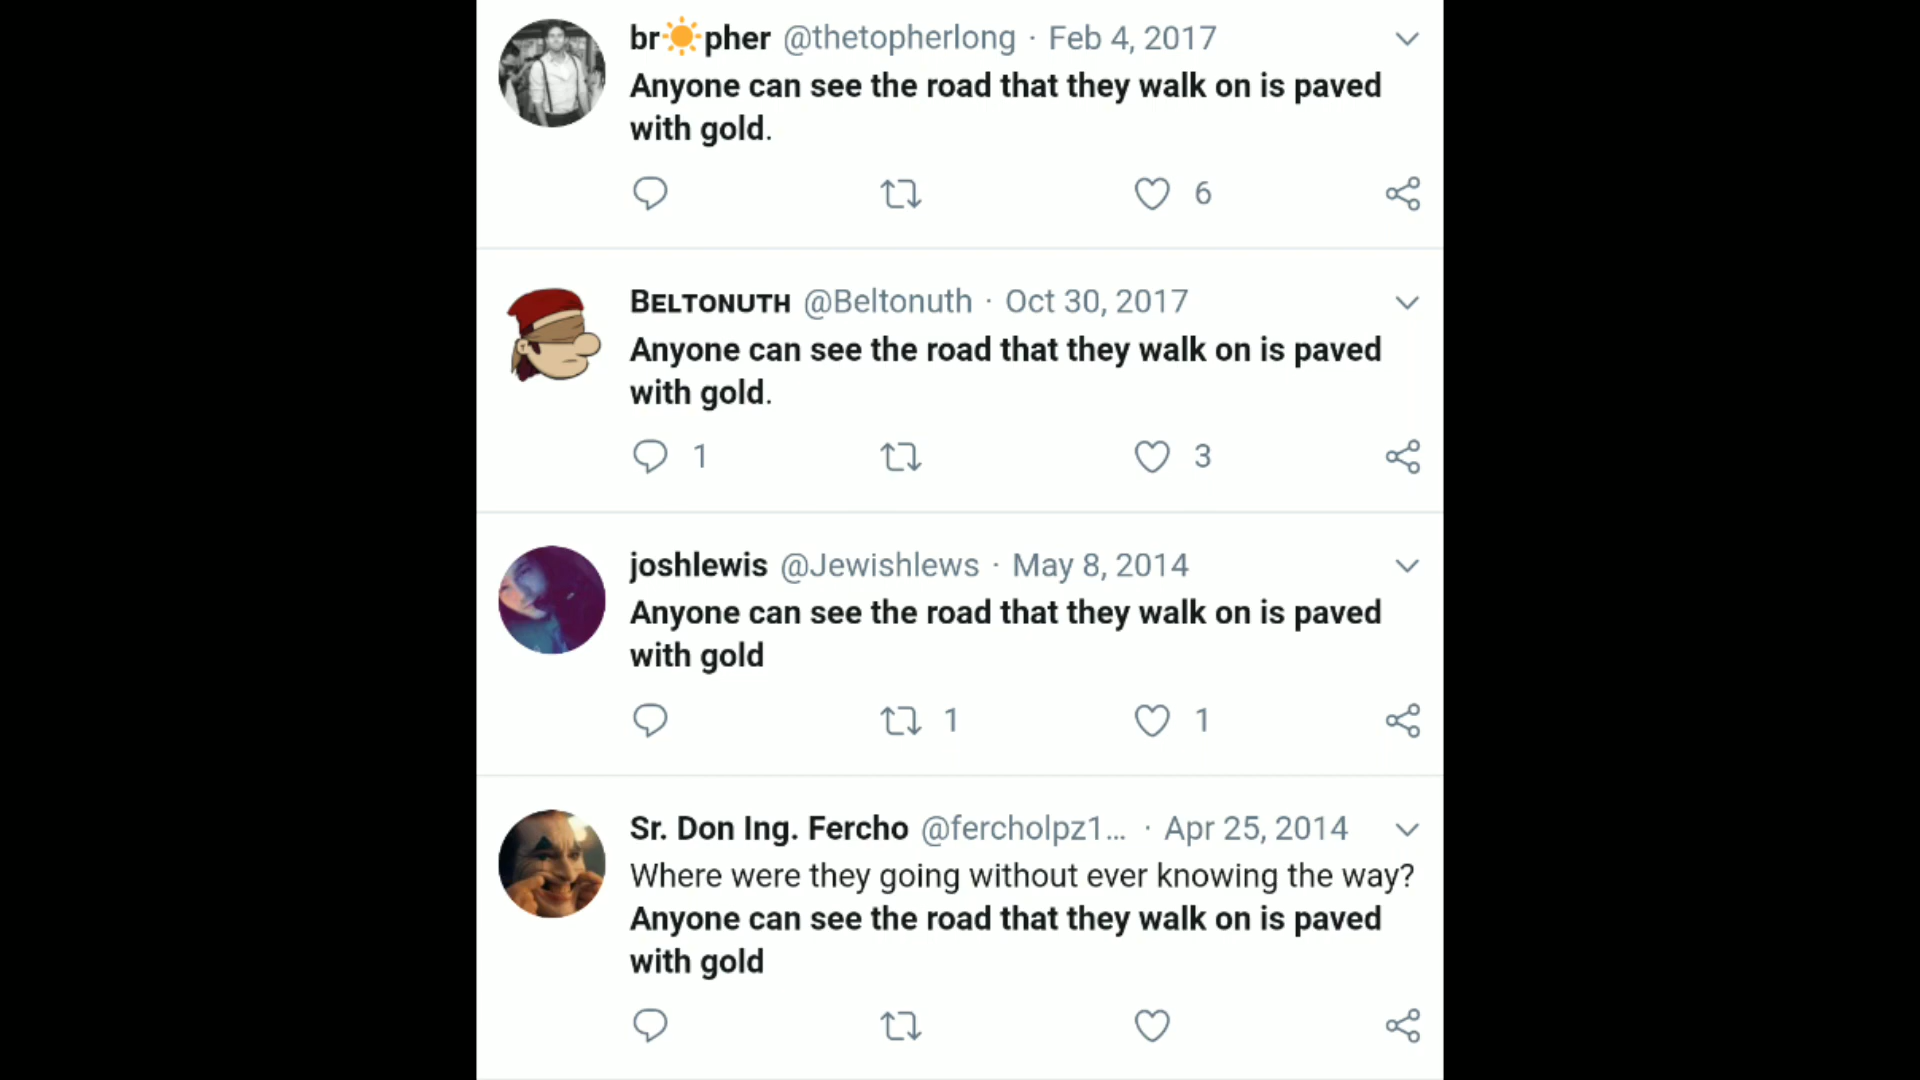 br☀pher @thetopherlong · Feb 4, 2017
Anyone can see the road that they walk on is paved
with gold.
6
BELTONUTH @Beltonuth · Oct 30, 2017
Anyone can see the road that they walk on is paved
with gold.
1 3
joshlewis @Jewishlews · May 8, 2014
Anyone can see the road that they walk on is paved
with gold
1 1
Sr. Don Ing. Fercho @fercholpz1... · Apr 25, 2014
Where were they going without ever knowing the way?
Anyone can see the road that they walk on is paved
with gold